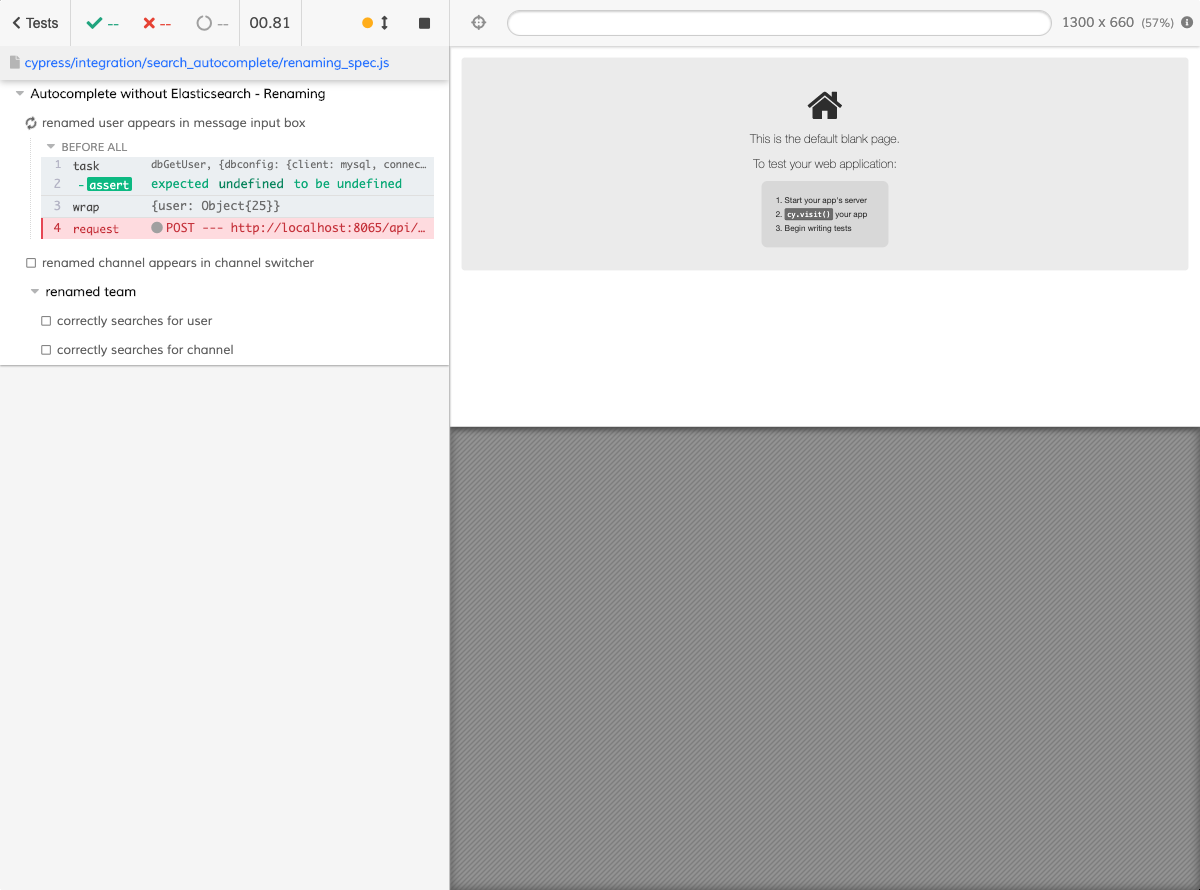 Tests -- -- -- 00.81
1300 x 660 (57%)
cypress/integration/search_autocomplete/renaming_spec.js
Autocomplete without Elasticsearch - Renaming
renamed user appears in message input box
BEFORE ALL
1 task dbGetUser, {dbconfig: {client: mysql, connec…
2 -assert expected undefined to be undefined
3 wrap {user: Object{25}}
4 request POST --- http://localhost:8065/api/…
renamed channel appears in channel switcher
renamed team
correctly searches for user
correctly searches for channel
This is the default blank page.
To test your web application:
1. Start your app's server
2. cy.visit() your app
3. Begin writing tests